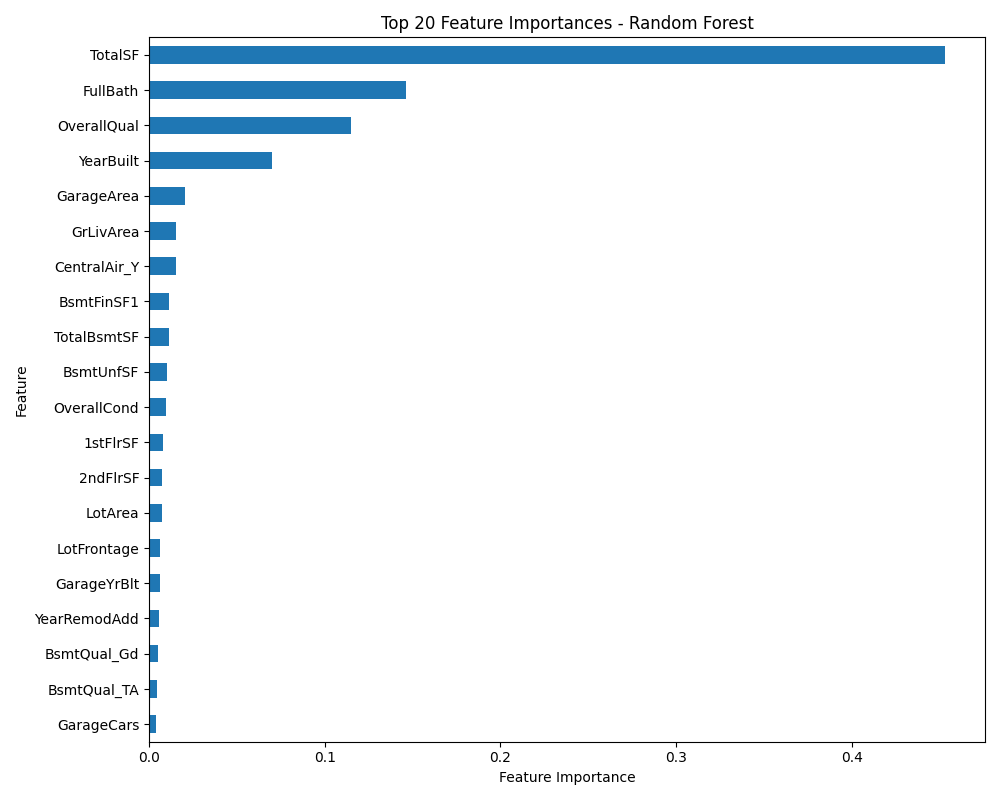 Top 20 Feature Importances - Random Forest
TotalSF
FullBath
OverallQual
YearBuilt
GarageArea
GrLivArea
CentralAir_Y
BsmtFinSF1
TotalBsmtSF
BsmtUnfSF
OverallCond
1stFlrSF
2ndFlrSF
LotArea
LotFrontage
GarageYrBlt
YearRemodAdd
BsmtQual_Gd
BsmtQual_TA
GarageCars
Feature
0.0 0.1 0.2 0.3 0.4
Feature Importance